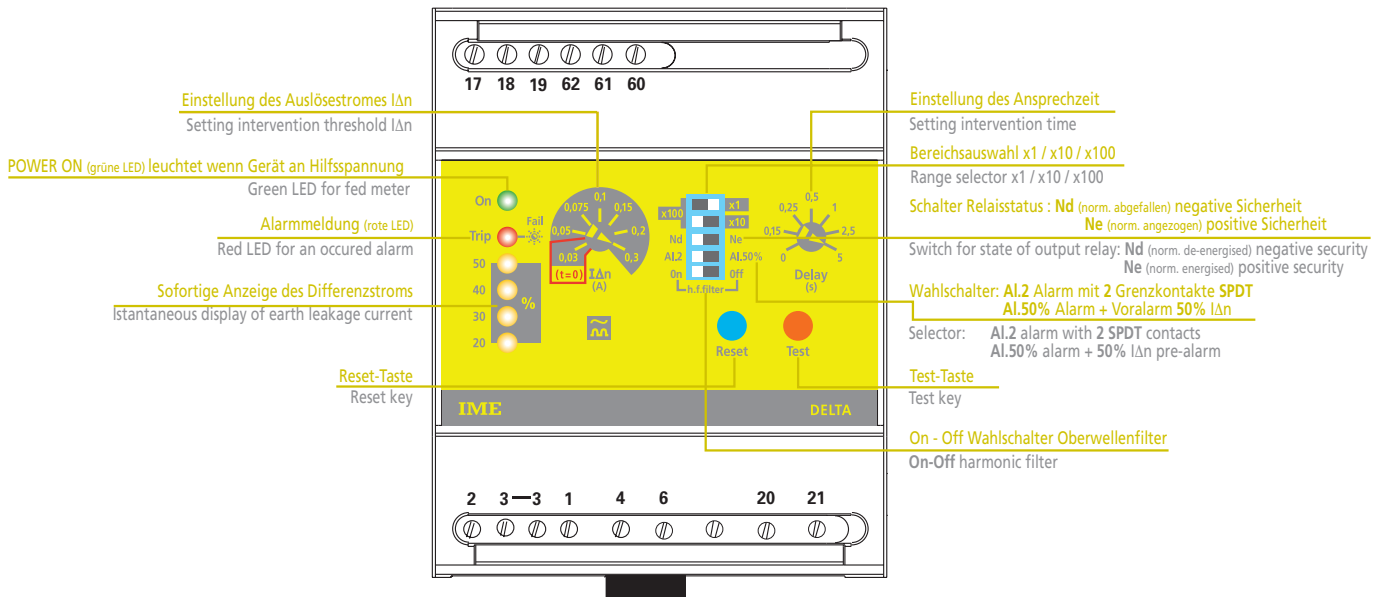 17 18 19 62 61 60
Einstellung des Auslösestromes I∆n
Setting intervention threshold I∆n
POWER ON (grüne LED) leuchtet wenn Gerät an Hilfsspannung
Green LED for fed meter
Alarmmeldung (rote LED)
Red LED for an occured alarm
Sofortige Anzeige des Differenzstroms
Istantaneous display of earth leakage current
Reset-Taste
Reset key
On
Fail
Trip
50
40
30
20
%
0,03
0,05
0,075
0,1
0,15
0,2
0,3
(t=0)
I∆n
(A)
x100
x1
x10
Nd Ne
Al.2 Al.50%
On Off
h.f.filter
0
0,15
0,25
0,5
1
2,5
5
Delay
(s)
Reset
Test
IME
DELTA
2 3 3 1 4 6 20 21
Einstellung des Ansprechzeit
Setting intervention time
Bereichsauswahl x1 / x10 / x100
Range selector x1 / x10 / x100
Schalter Relaisstatus : Nd (norm. abgefallen) negative Sicherheit
Ne (norm. angezogen) positive Sicherheit
Switch for state of output relay: Nd (norm. de-energised) negative security
Ne (norm. energised) positive security
Wahlschalter: Al.2 Alarm mit 2 Grenzkontakte SPDT
Al.50% Alarm + Voralarm 50% I∆n
Selector: Al.2 alarm with 2 SPDT contacts
Al.50% alarm + 50% I∆n pre-alarm
Test-Taste
Test key
On - Off Wahlschalter Oberwellenfilter
On-Off harmonic filter